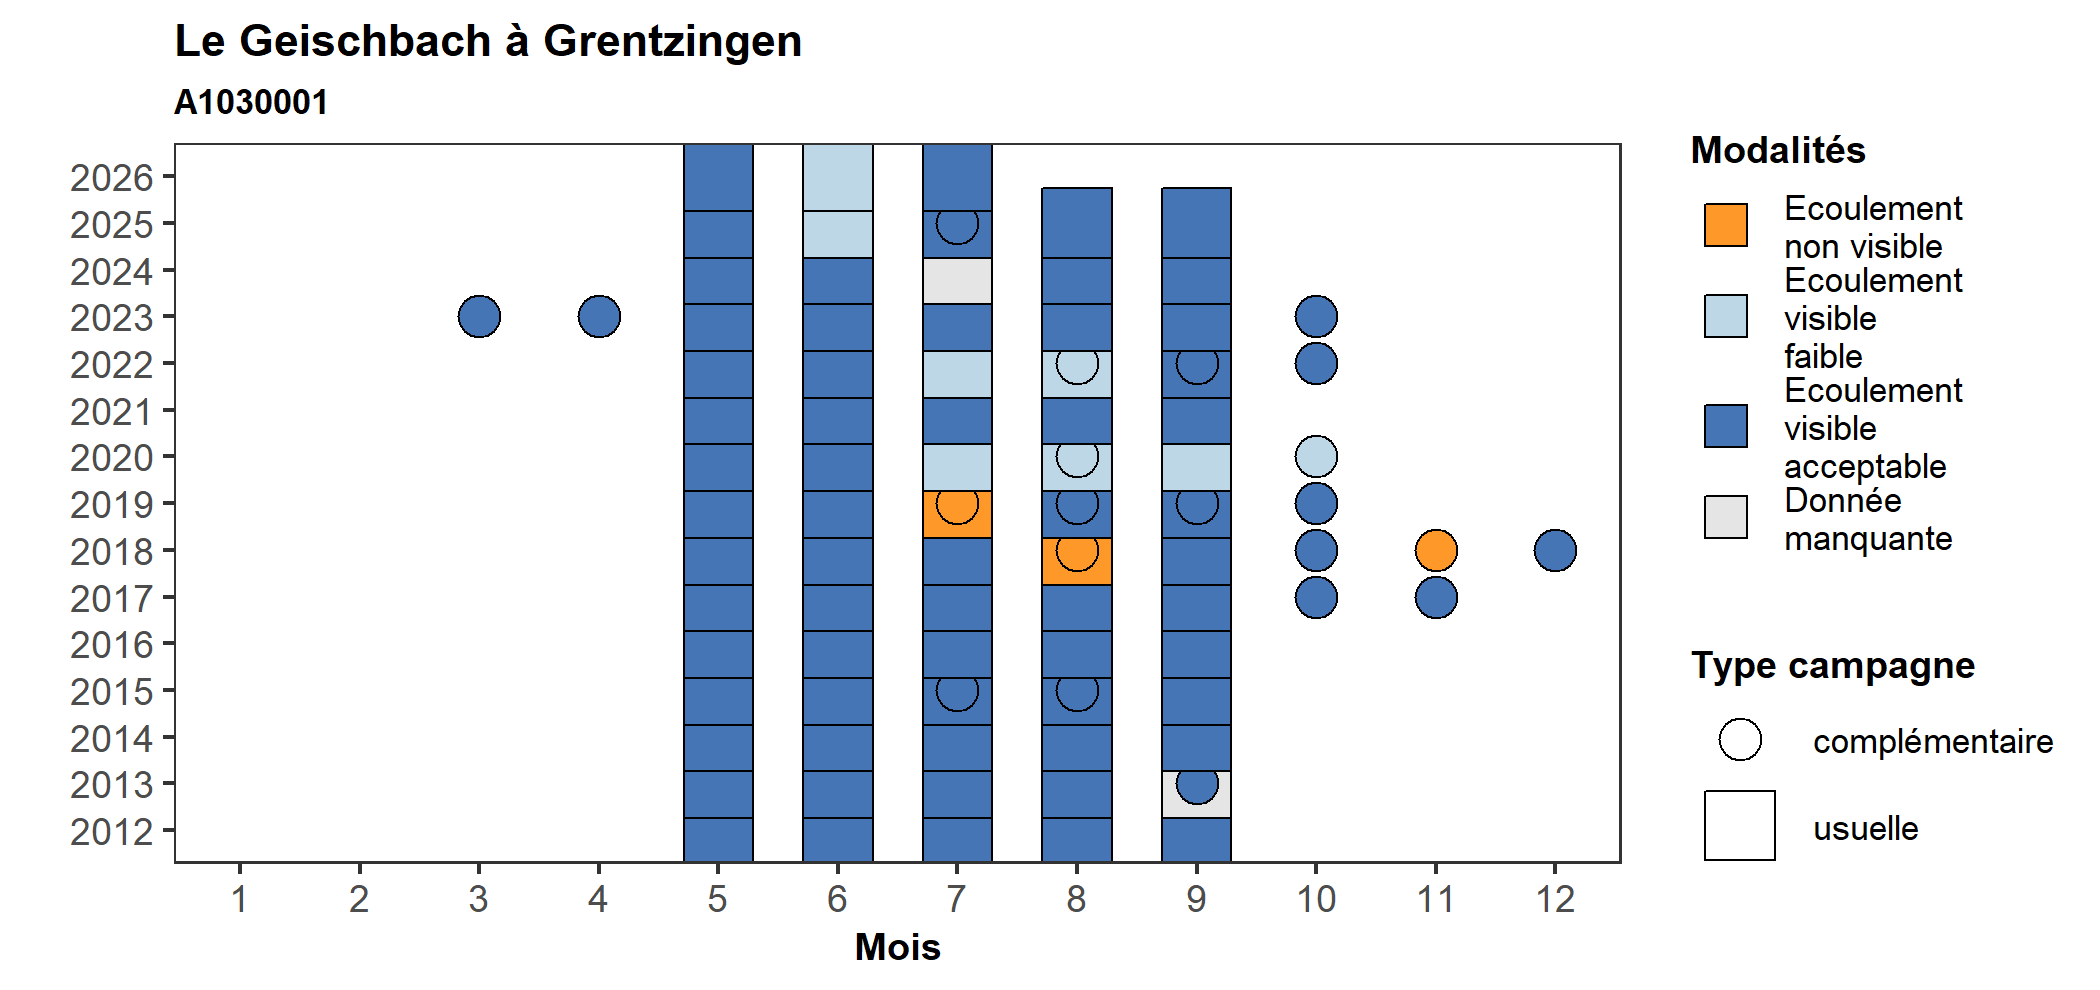 Le Geischbach à Grentzingen
A1030001
2026
2025
2024
2023
2022
2021
2020
2019
2018
2017
2016
2015
2014
2013
2012
1 2 3 4 5 6 7 8 9 10 11 12
Mois
Modalités
Ecoulement
non visible
Ecoulement
visible
faible
Ecoulement
visible
acceptable
Donnée
manquante
Type campagne
complémentaire
usuelle